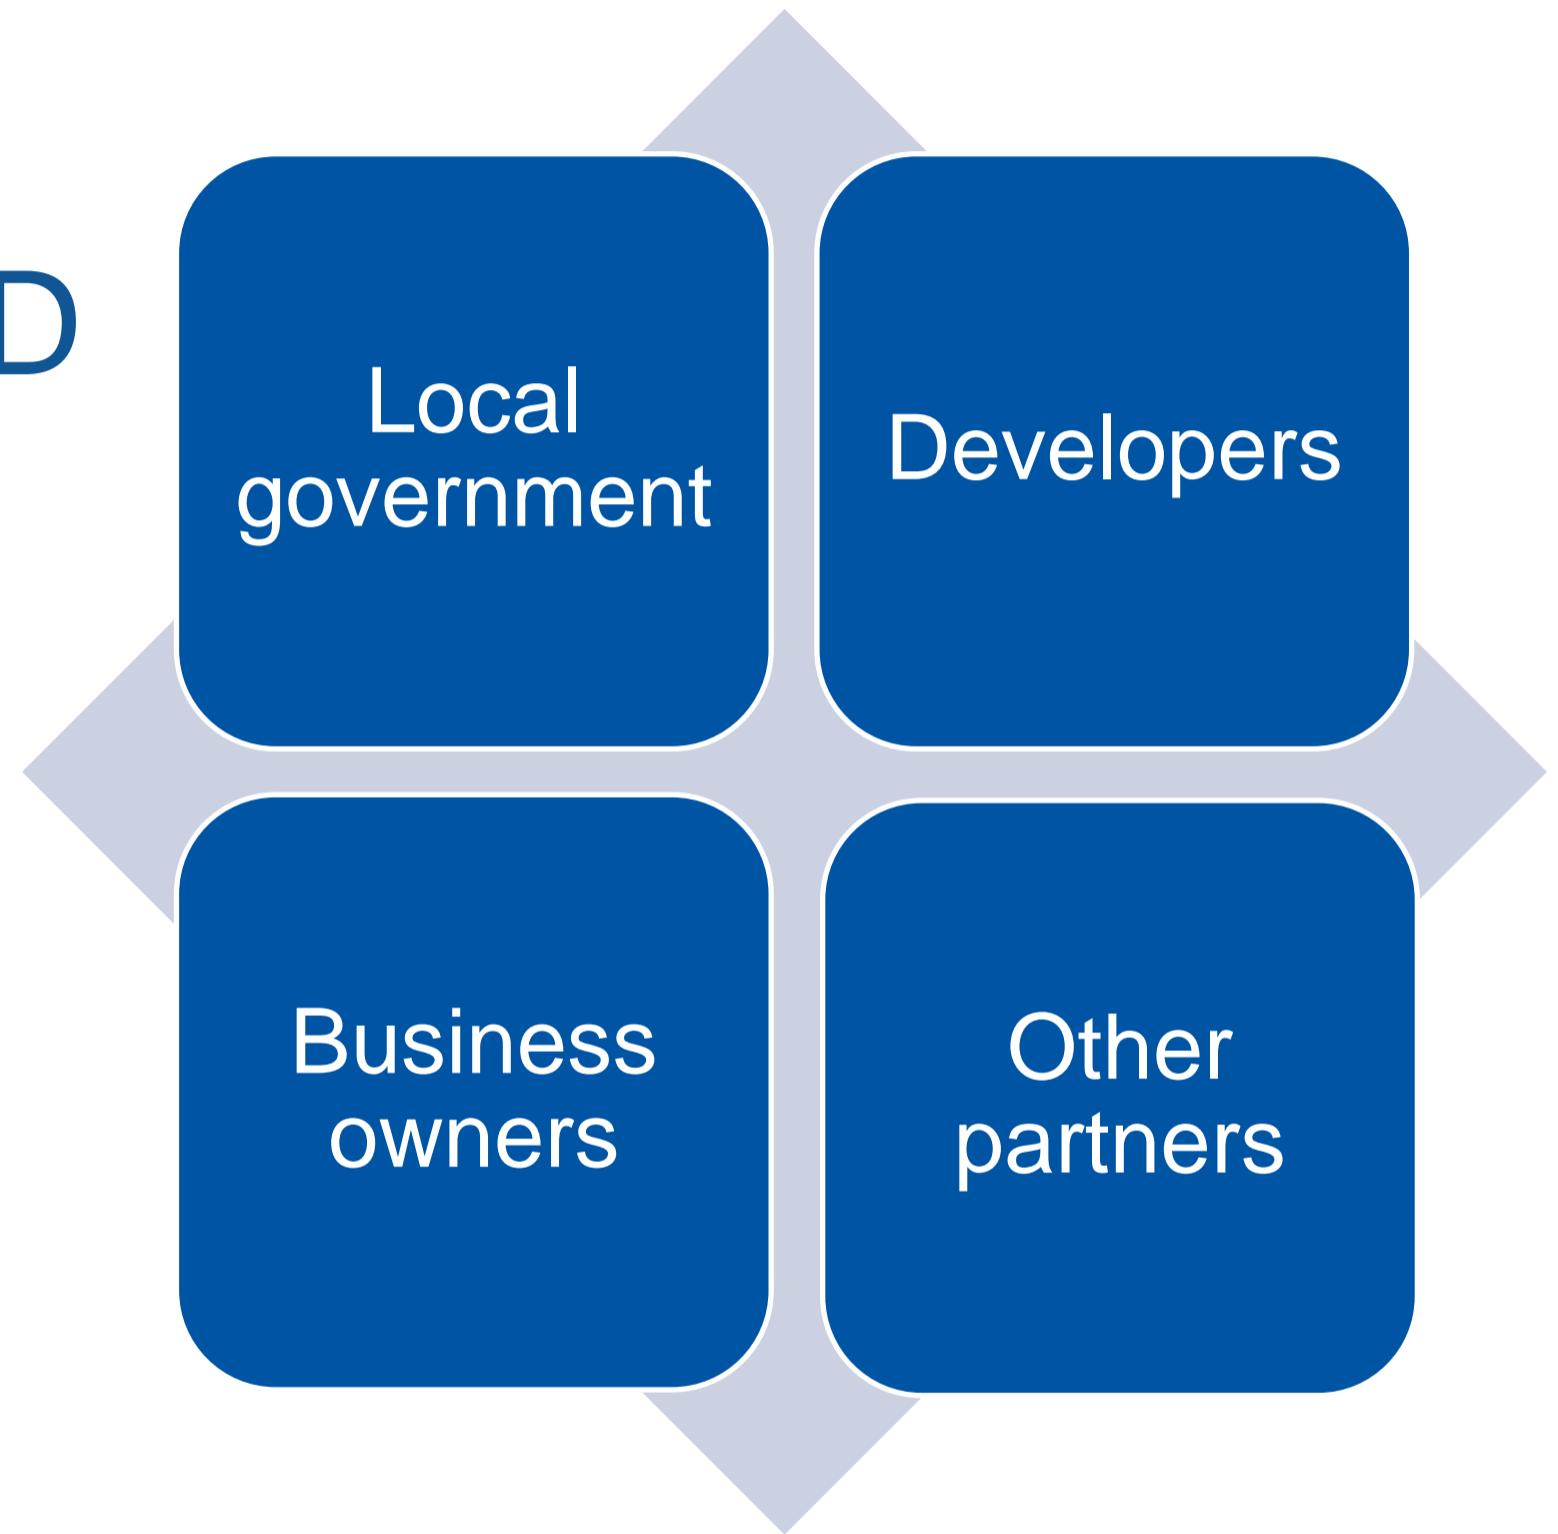 D
Local
government
Developers
Business
owners
Other
partners